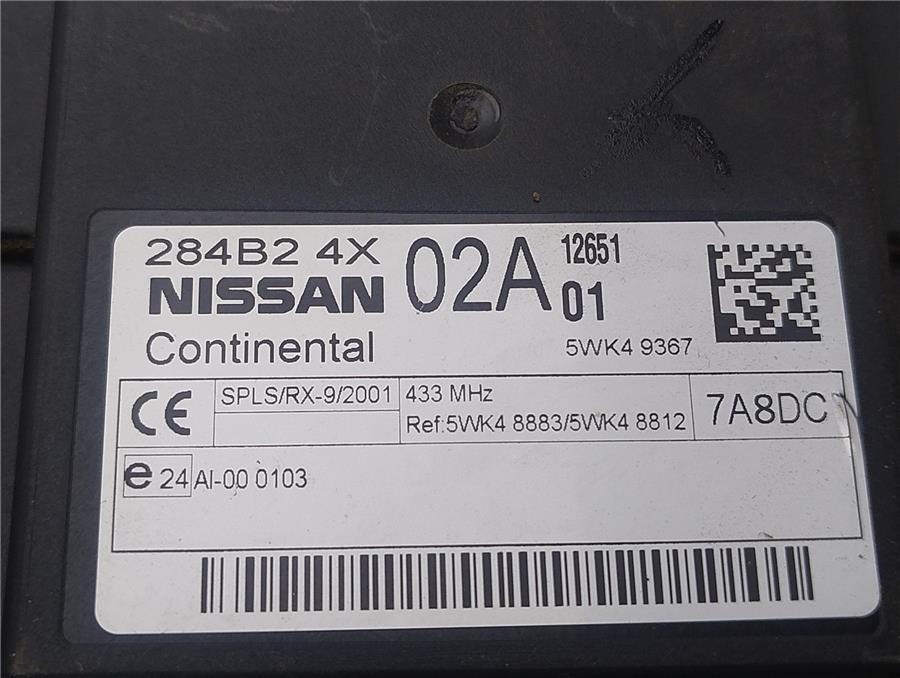 284B2 4X 02A 12651
NISSAN 01
Continental 5WK4 9367
CE SPLS/RX-9/2001 433 MHz 7A8DC
Ref:5WK4 8883/5WK4 8812
e 24 AI-00 0103